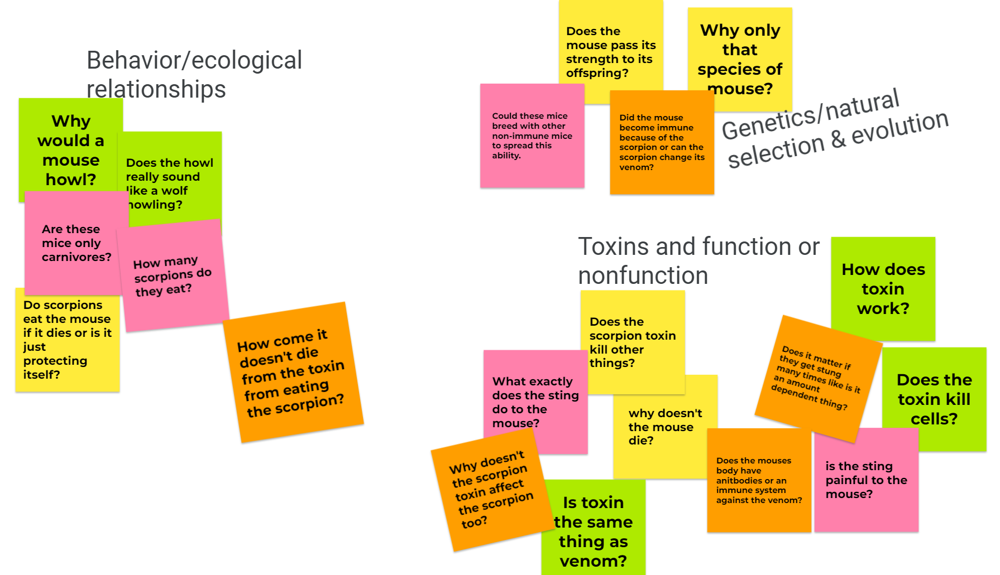 Behavior/ecological
relationships
Why
would a
mouse
howl?
Does the howl
really sound
like a wolf
howling?
Are these
mice only
carnivores?
How many
scorpions do
they eat?
Do scorpions
eat the mouse
if it dies or is it
just
protecting
itself?
How come it
doesn't die
from the toxin
from eating
the scorpion?
Does the
mouse pass its
strength to its
offspring?
Why only
that
species of
mouse?
Could these mice
breed with other
non-immune mice
to spread this
ability.
Did the mouse
become immune
because of the
scorpion or can the
scorpion change its
venom?
Genetics/natural
selection & evolution
Toxins and function or
nonfunction
How does
toxin
work?
Does the
scorpion toxin
kill other
things?
Does it matter if
they get stung
many times like is it
an amount
dependent thing?
Does the
toxin kill
cells?
What exactly
does the sting
do to the
mouse?
why doesn't
the mouse
die?
Why doesn't
the scorpion
toxin affect
the scorpion
too?
Is toxin
the same
thing as
venom?
Does the mouses
body have
anitbodies or an
immune system
against the venom?
is the sting
painful to the
mouse?